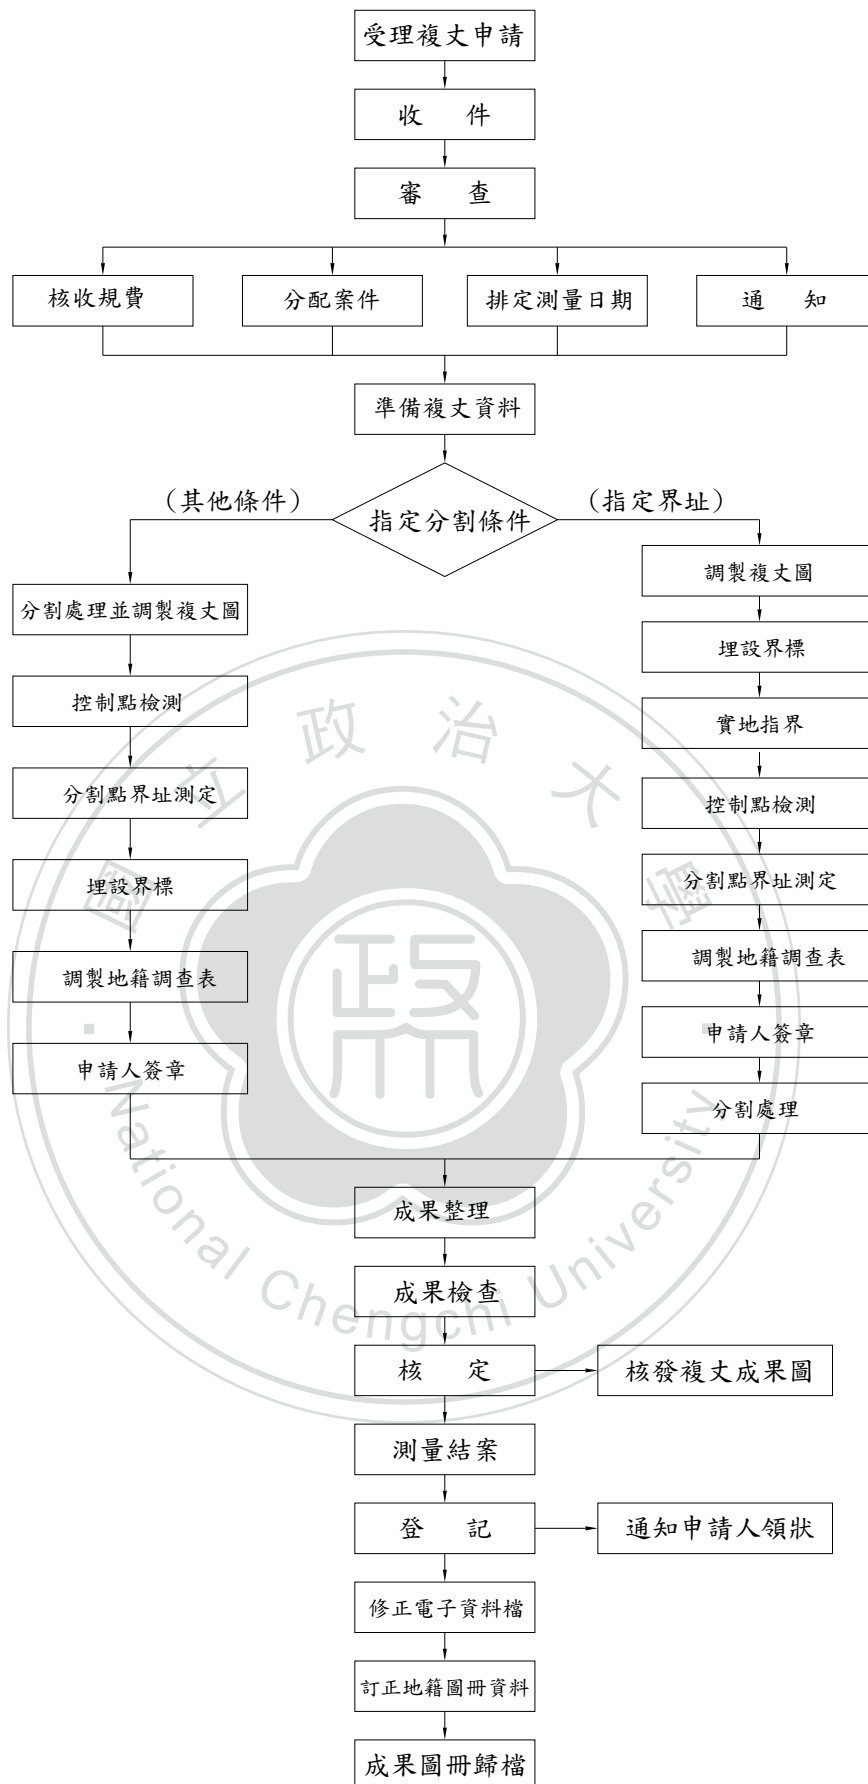 受理複丈申請
收 件
審 查
核收規費
分配案件
排定測量日期
通 知
準備複丈資料
指定分割條件
（其他條件）
分割處理並調製複丈圖
控制點檢測
分割點界址測定
埋設界標
調製地籍調查表
申請人簽章
（指定界址）
調製複丈圖
埋設界標
實地指界
控制點檢測
分割點界址測定
調製地籍調查表
申請人簽章
分割處理
成果整理
成果檢查
核 定
核發複丈成果圖
測量結案
登 記
通知申請人領狀
修正電子資料檔
訂正地籍圖冊資料
成果圖冊歸檔
國立政治大學
政
National Chengchi University